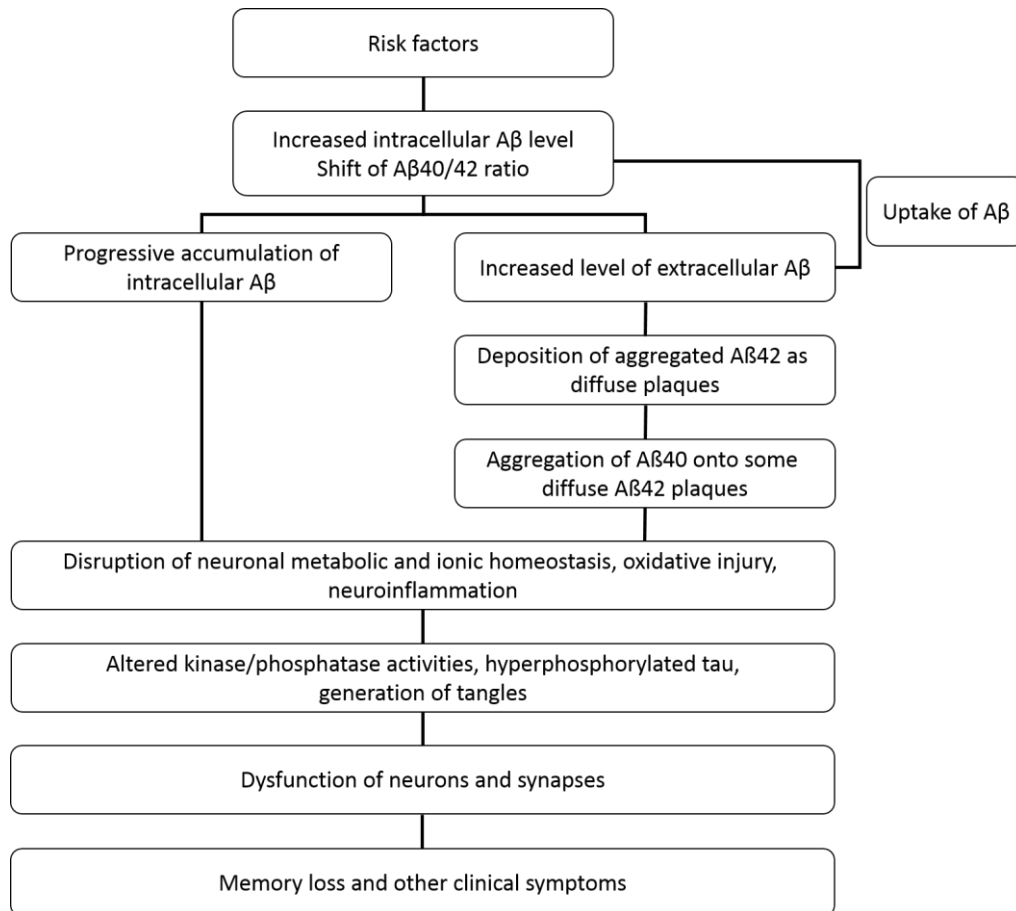 Risk factors
Increased intracellular Aβ level
Shift of Aβ40/42 ratio
Uptake of Aβ
Progressive accumulation of
intracellular Aβ
Increased level of extracellular Aβ
Deposition of aggregated Aß42 as
diffuse plaques
Aggregation of Aß40 onto some
diffuse Aß42 plaques
Disruption of neuronal metabolic and ionic homeostasis, oxidative injury,
neuroinflammation
Altered kinase/phosphatase activities, hyperphosphorylated tau,
generation of tangles
Dysfunction of neurons and synapses
Memory loss and other clinical symptoms